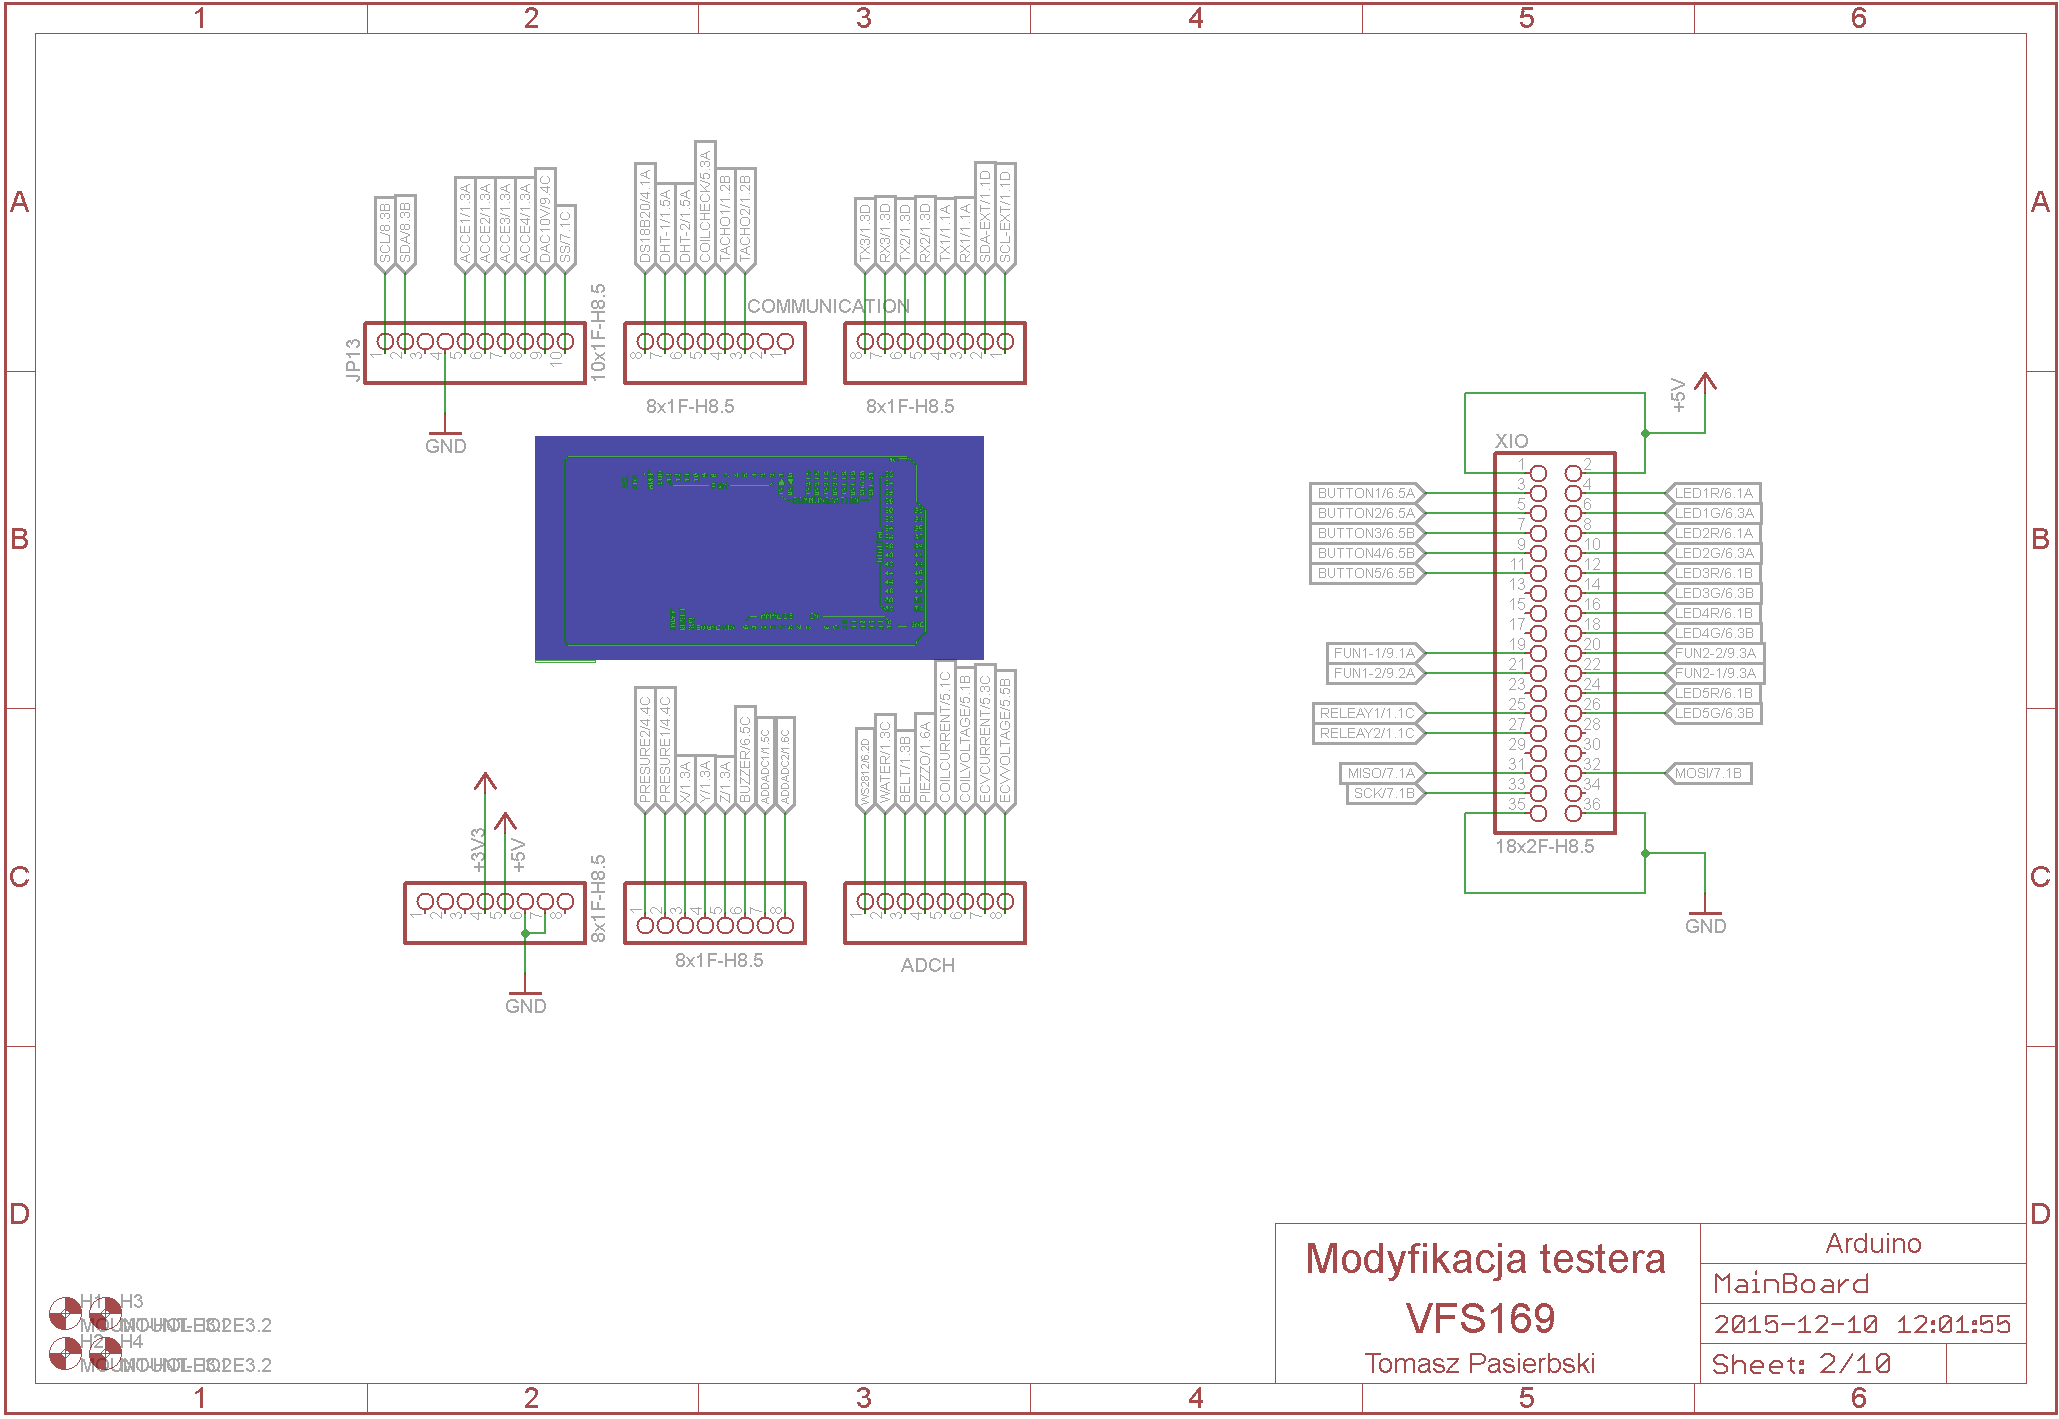 1 2 3 4 5 6
A A
B B
C C
D D
SCL/8.3B
SDA/8.3B
ACCE1/1.3A
ACCE2/1.3A
ACCE3/1.3A
ACCE4/1.3A
DAC10V/9.4C
SS/7.1C
JP13
1 2 3 4 5 6 7 8 9 10
10x1F-H8.5
GND
DS18B20/4.1A
DHT-1/1.5A
DHT-2/1.5A
COILCHECK/5.3A
TACHO1/1.2B
TACHO2/1.2B
8 7 6 5 4 3 2 1
8x1F-H8.5
COMMUNICATION
TX3/1.3D
RX3/1.3D
TX2/1.3D
RX2/1.3D
TX1/1.1A
RX1/1.1A
SDA-EXT/1.1D
SCL-EXT/1.1D
8 7 6 5 4 3 2 1
8x1F-H8.5
+3V3
+5V
1 2 3 4 5 6 7 8
8x1F-H8.5
GND
PRESURE2/4.4C
PRESURE1/4.4C
X/1.3A
Y/1.3A
Z/1.3A
BUZZER/6.5C
ADDADC1/1.5C
ADDADC2/1.6C
1 2 3 4 5 6 7 8
8x1F-H8.5
WS2812/6.2D
WATER/1.3C
BELT/1.3B
PIEZZO/1.6A
COILCURRENT/5.1C
COILVOLTAGE/5.1B
ECVCURRENT/5.3C
ECVVOLTAGE/5.5B
1 2 3 4 5 6 7 8
ADCH
+5V
XIO
1 2
BUTTON1/6.5A 3 4 LED1R/6.1A
BUTTON2/6.5A 5 6 LED1G/6.3A
BUTTON3/6.5B 7 8 LED2R/6.1A
BUTTON4/6.5B 9 10 LED2G/6.3A
BUTTON5/6.5B 11 12 LED3R/6.1B
13 14 LED3G/6.3B
15 16 LED4R/6.1B
17 18 LED4G/6.3B
FUN1-1/9.1A 19 20 FUN2-2/9.3A
FUN1-2/9.2A 21 22 FUN2-1/9.3A
23 24 LED5R/6.1B
RELEAY1/1.1C 25 26 LED5G/6.3B
RELEAY2/1.1C 27 28
29 30
MISO/7.1A 31 32 MOSI/7.1B
SCK/7.1B 33 34
35 36
18x2F-H8.5
GND
H1 H3
H2 H4
Modyfikacja testera
VFS169
Tomasz Pasierbski
Arduino
MainBoard
2015-12-10 12:01:55
Sheet: 2/10
1 2 3 4 5 6